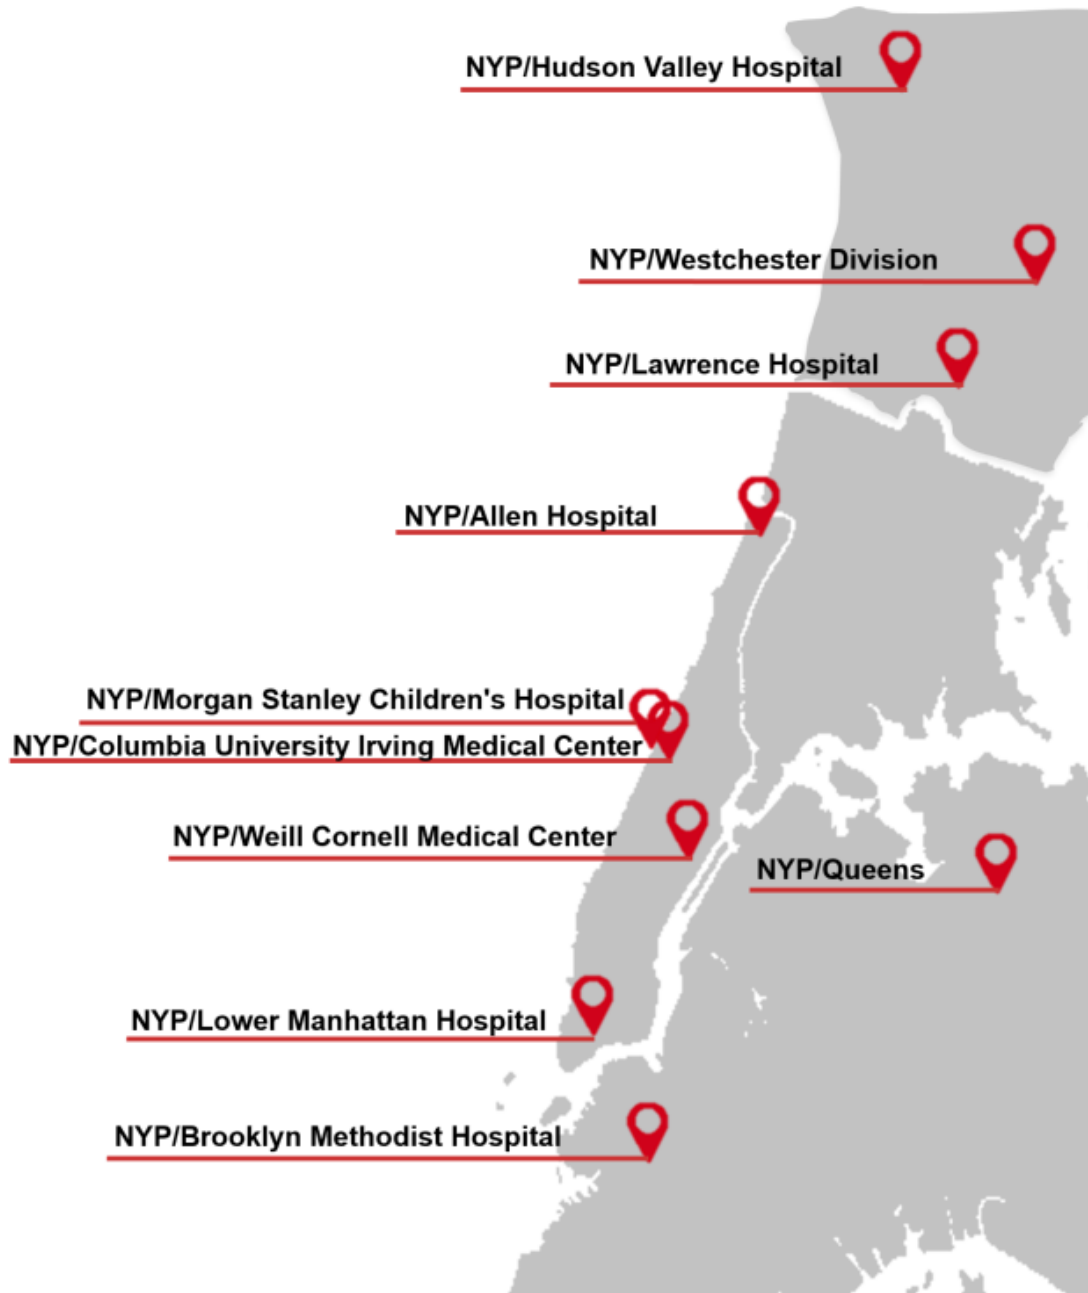 NYP/Hudson Valley Hospital
NYP/Westchester Division
NYP/Lawrence Hospital
NYP/Allen Hospital
NYP/Morgan Stanley Children's Hospital
NYP/Columbia University Irving Medical Center
NYP/Weill Cornell Medical Center
NYP/Queens
NYP/Lower Manhattan Hospital
NYP/Brooklyn Methodist Hospital